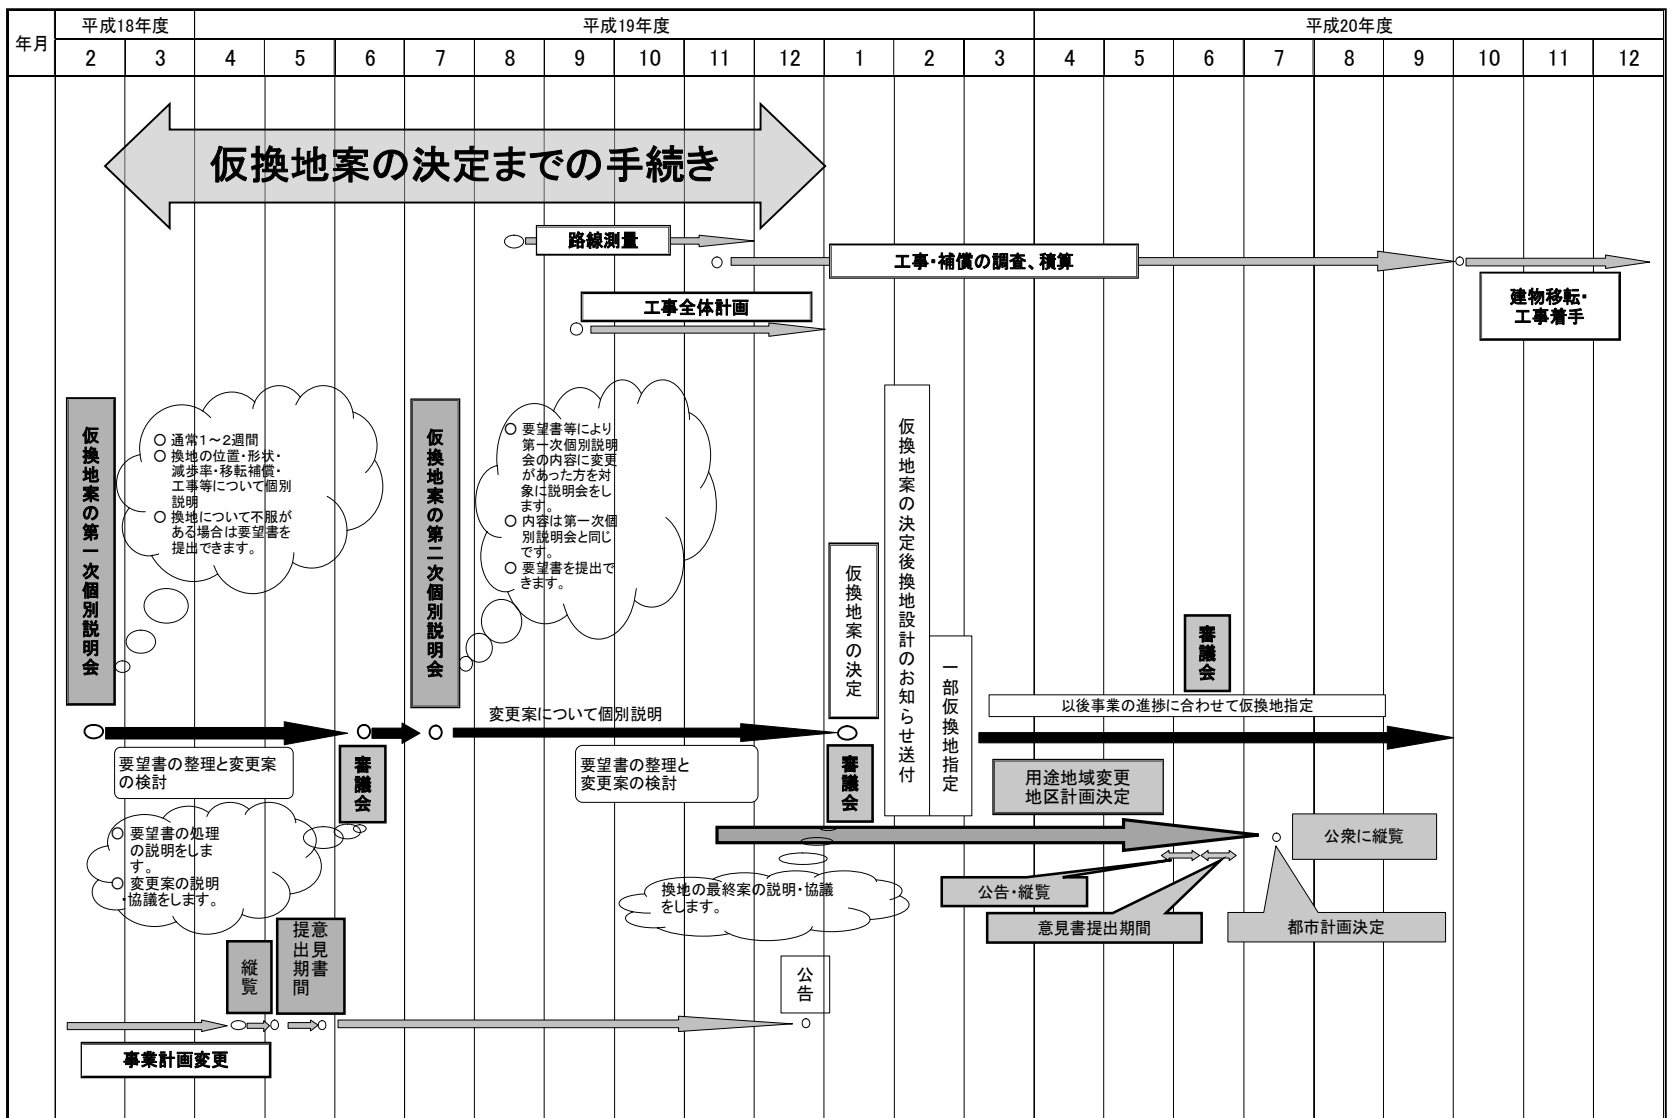 年月
平成18年度
平成19年度
平成20年度
2 3 4 5 6 7 8 9 10 11 12 1 2 3 4 5 6 7 8 9 10 11 12
仮換地案の決定までの手続き
路線測量
工事・補償の調査、積算
工事全体計画
建物移転・
工事着手
仮換地案の第一次個別説明会
○ 通常1～2週間
○ 換地の位置・形状・
減歩率・移転補償・
工事等について個別
説明
○ 換地について不服が
ある場合は要望書を
提出できます。
仮換地案の第二次個別説明会
○ 要望書等により
第一次個別説明
会の内容に変更
があった方を対
象に説明会をし
ます。
○ 内容は第一次個
別説明会と同じ
です。
○ 要望書を提出で
きます。
仮換地案の決定
仮換地案の決定後換地設計のお知らせ送付
一部仮換地指定
審議会
以後事業の進捗に合わせて仮換地指定
変更案について個別説明
要望書の整理と変更案
の検討
審議会
要望書の整理と
変更案の検討
審議会
用途地域変更
地区計画決定
○ 要望書の処理
の説明をしま
す。
○ 変更案の説明
・協議をします。
換地の最終案の説明・協議
をします。
公衆に縦覧
公告・縦覧
意見書提出期間
都市計画決定
縦覧
意見書
提出期間
公告
事業計画変更